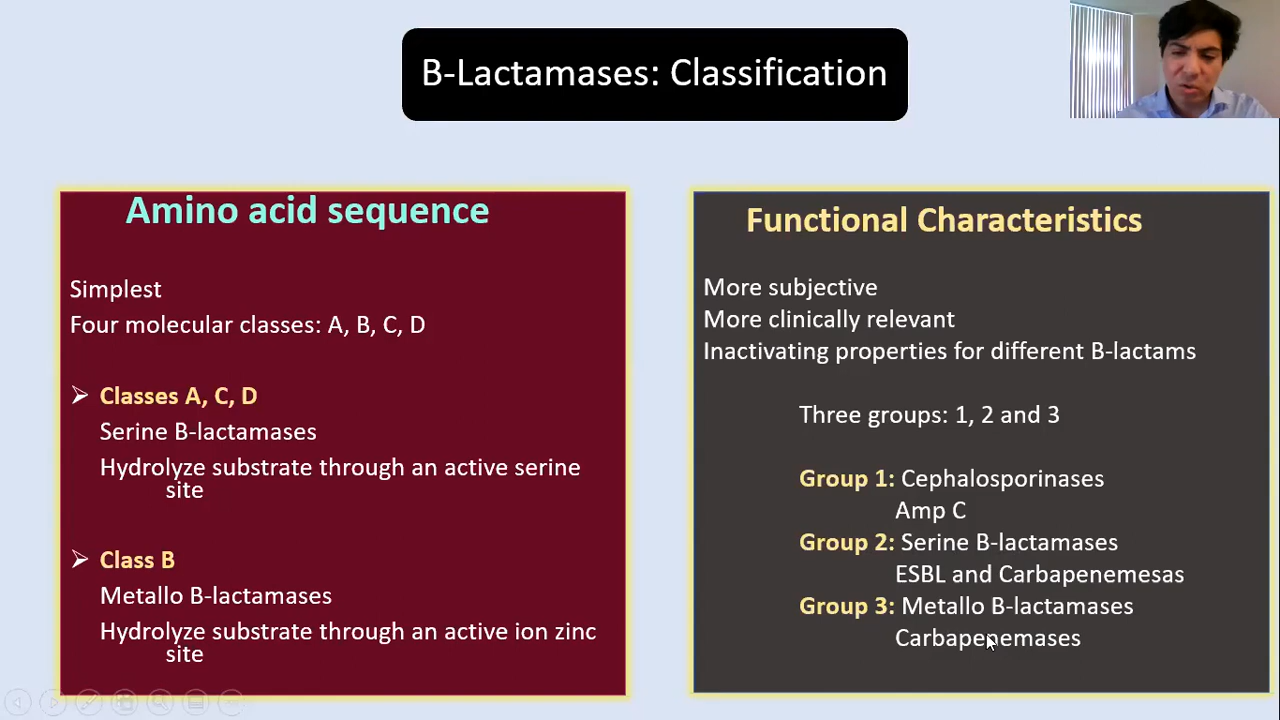 B-Lactamases: Classification
Amino acid sequence
Simplest
Four molecular classes: A, B, C, D
Classes A, C, D
Serine B-lactamases
Hydrolyze substrate through an active serine
site
Class B
Metallo B-lactamases
Hydrolyze substrate through an active ion zinc
site
Functional Characteristics
More subjective
More clinically relevant
Inactivating properties for different B-lactams
Three groups: 1, 2 and 3
Group 1: Cephalosporinases
Amp C
Group 2: Serine B-lactamases
ESBL and Carbapenemesas
Group 3: Metallo B-lactamases
Carbapenemases